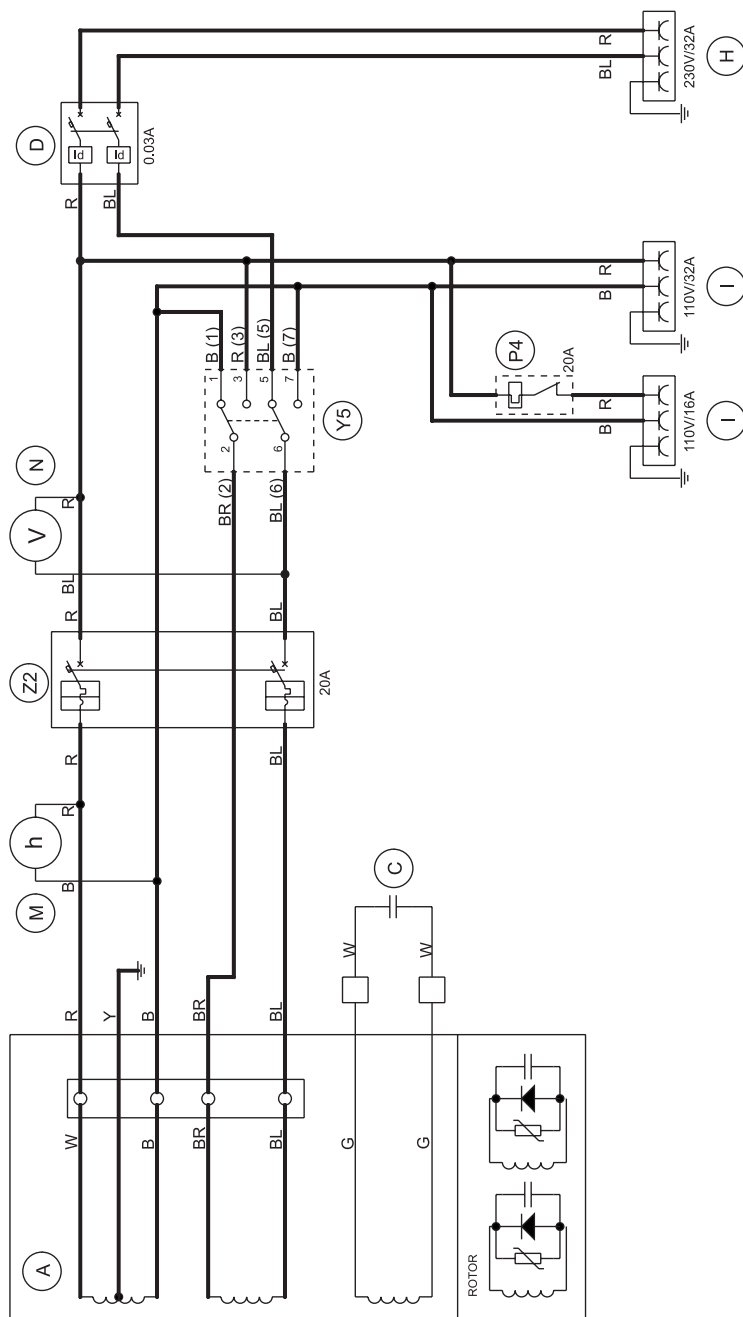 A
M
Z2
N
D
h
V
B
R
BL
R
W
R
R
R
R
Id
R
Y
Id
BL
BL
0.03A
B
B
BR
BR
BR (2)
2
1
B (1)
3
R (3)
BL
BL
BL
BL
BL (6)
6
5
BL (5)
7
B (7)
20A
Y5
G
W
C
G
W
ROTOR
P4
20A
B
R
B
R
BL
R
110V/16A
110V/32A
230V/32A
I
I
H